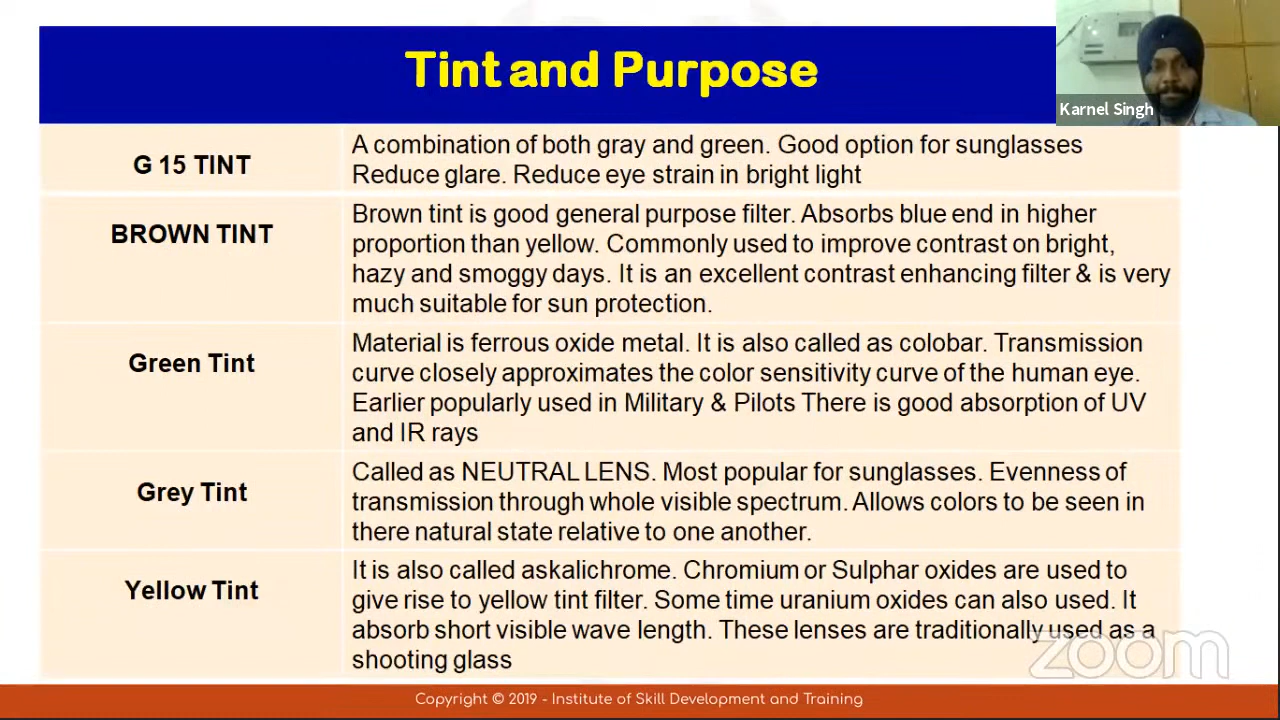 Tint and Purpose
Karnel Singh
G 15 TINT
A combination of both gray and green. Good option for sunglasses
Reduce glare. Reduce eye strain in bright light
BROWN TINT
Brown tint is good general purpose filter. Absorbs blue end in higher
proportion than yellow. Commonly used to improve contrast on bright,
hazy and smoggy days. It is an excellent contrast enhancing filter & is very
much suitable for sun protection.
Green Tint
Material is ferrous oxide metal. It is also called as colobar. Transmission
curve closely approximates the color sensitivity curve of the human eye.
Earlier popularly used in Military & Pilots There is good absorption of UV
and IR rays
Grey Tint
Called as NEUTRAL LENS. Most popular for sunglasses. Evenness of
transmission through whole visible spectrum. Allows colors to be seen in
there natural state relative to one another.
Yellow Tint
It is also called askalichrome. Chromium or Sulphar oxides are used to
give rise to yellow tint filter. Some time uranium oxides can also used. It
absorb short visible wave length. These lenses are traditionally used as a
shooting glass
zoom
Copyright © 2019 - Institute of Skill Development and Training